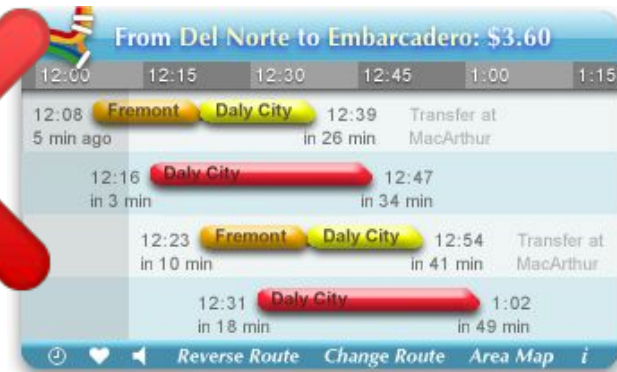 From Del Norte to Embarcadero: $3.60
12:00 12:15 12:30 12:45 1:00 1:15
12:08 Fremont Daly City 12:39 Transfer at
5 min ago in 26 min MacArthur
12:16 Daly City 12:47
in 3 min in 34 min
12:23 Fremont Daly City 12:54 Transfer at
in 10 min in 41 min MacArthur
12:31 Daly City 1:02
in 18 min in 49 min
Reverse Route Change Route Area Map i